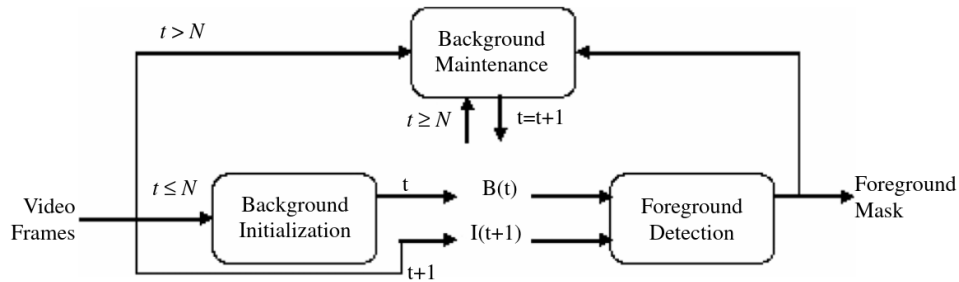 t > N
Background
Maintenance
t ≥ N
t=t+1
t ≤ N
Video
Frames
Background
Initialization
t
t+1
B(t)
I(t+1)
Foreground
Detection
Foreground
Mask